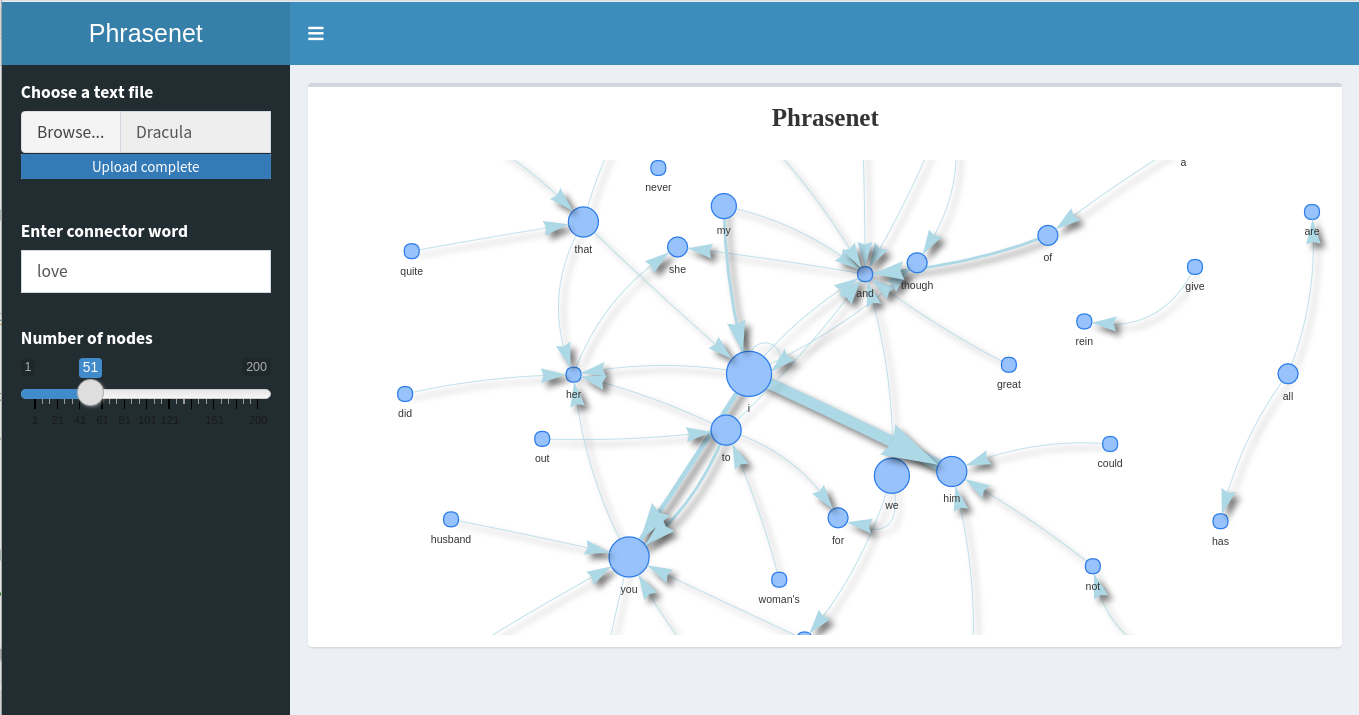 Phrasenet
Choose a text file
Browse... Dracula
Upload complete
Enter connector word
love
Number of nodes
1 51 200
1 21 41 61 81 101 121 161 200
Phrasenet
never
a
my
are
quite
that
she
of
and
though
give
rein
great
did
her
i
all
out
to
could
we
him
husband
for
has
you
woman's
not